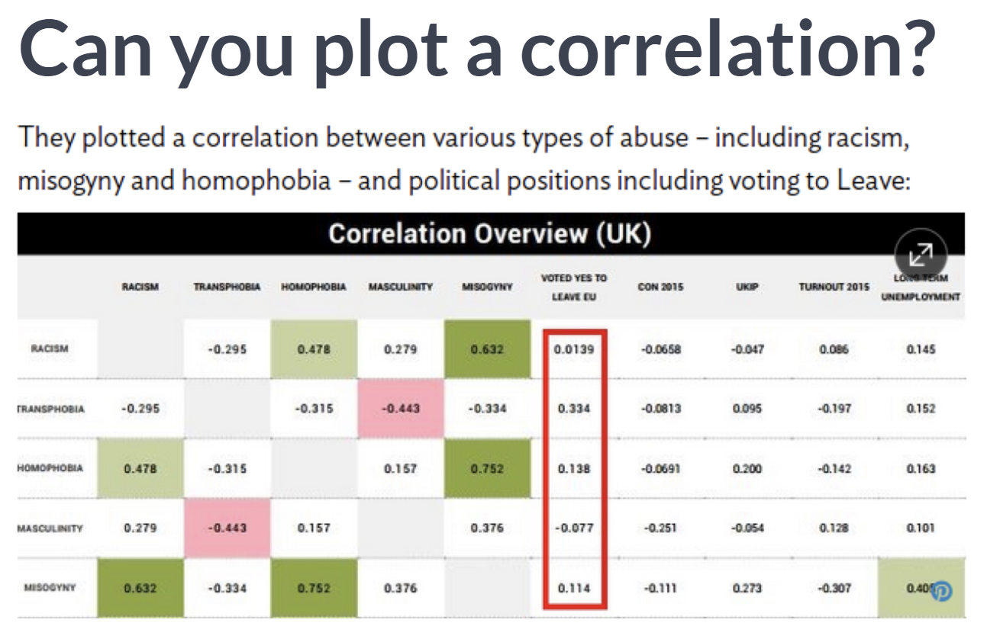 Can you plot a correlation?
They plotted a correlation between various types of abuse – including racism,
misogyny and homophobia – and political positions including voting to Leave:
Correlation Overview (UK)
RACISM TRANSPHOBIA HOMOPHOBIA MASCULINITY MISOGYNY VOTED YES TO LEAVE EU CON 2015 UKIP TURNOUT 2015 LONG TERM UNEMPLOYMENT
RACISM -0.295 0.478 0.279 0.632 0.0139 -0.0658 -0.047 0.086 0.145
TRANSPHOBIA -0.295 -0.315 -0.443 -0.334 0.334 -0.0813 0.095 -0.197 0.152
HOMOPHOBIA 0.478 -0.315 0.157 0.752 0.138 -0.0691 0.200 -0.142 0.163
MASCULINITY 0.279 -0.443 0.157 0.376 -0.077 -0.251 -0.054 0.128 0.101
MISOGYNY 0.632 -0.334 0.752 0.376 0.114 -0.111 0.273 -0.307